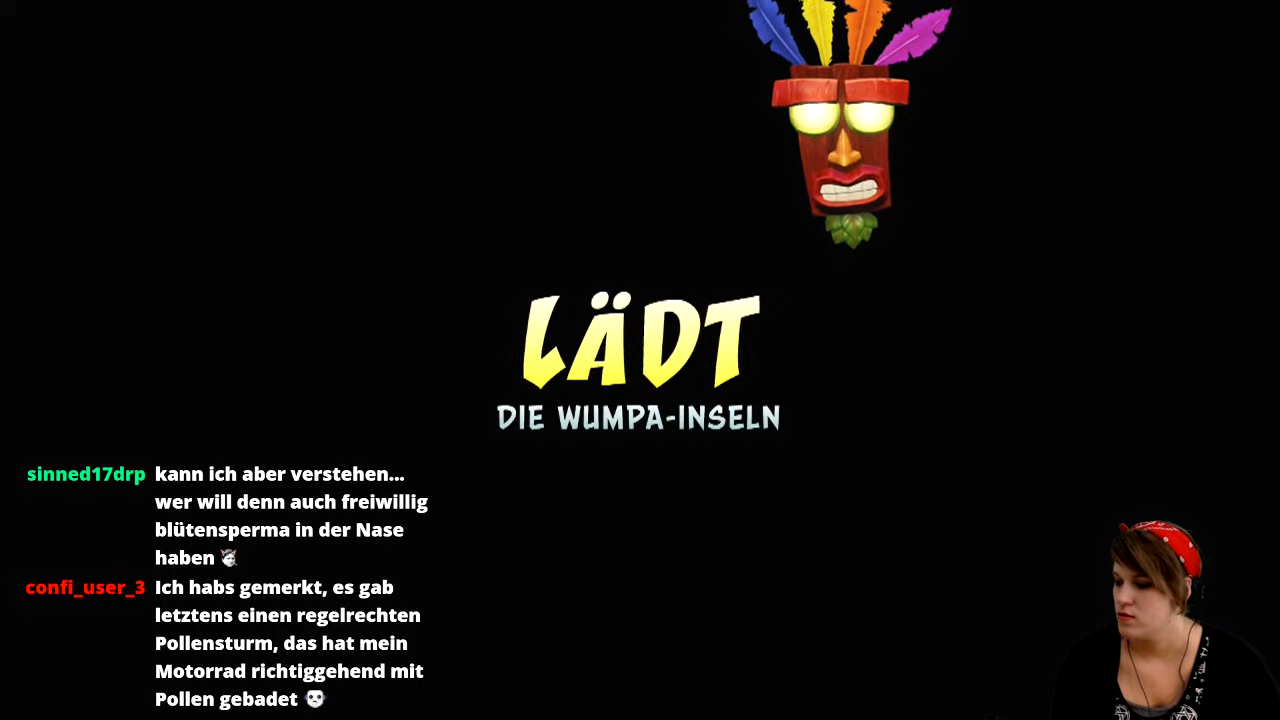 LÄDT
DIE WUMPA-INSELN
sinned17drp kann ich aber verstehen...
wer will denn auch freiwillig
blütensperma in der Nase
haben
confi_user_3 Ich habs gemerkt, es gab
letztens einen regelrechten
Pollensturm, das hat mein
Motorrad richtiggehend mit
Pollen gebadet